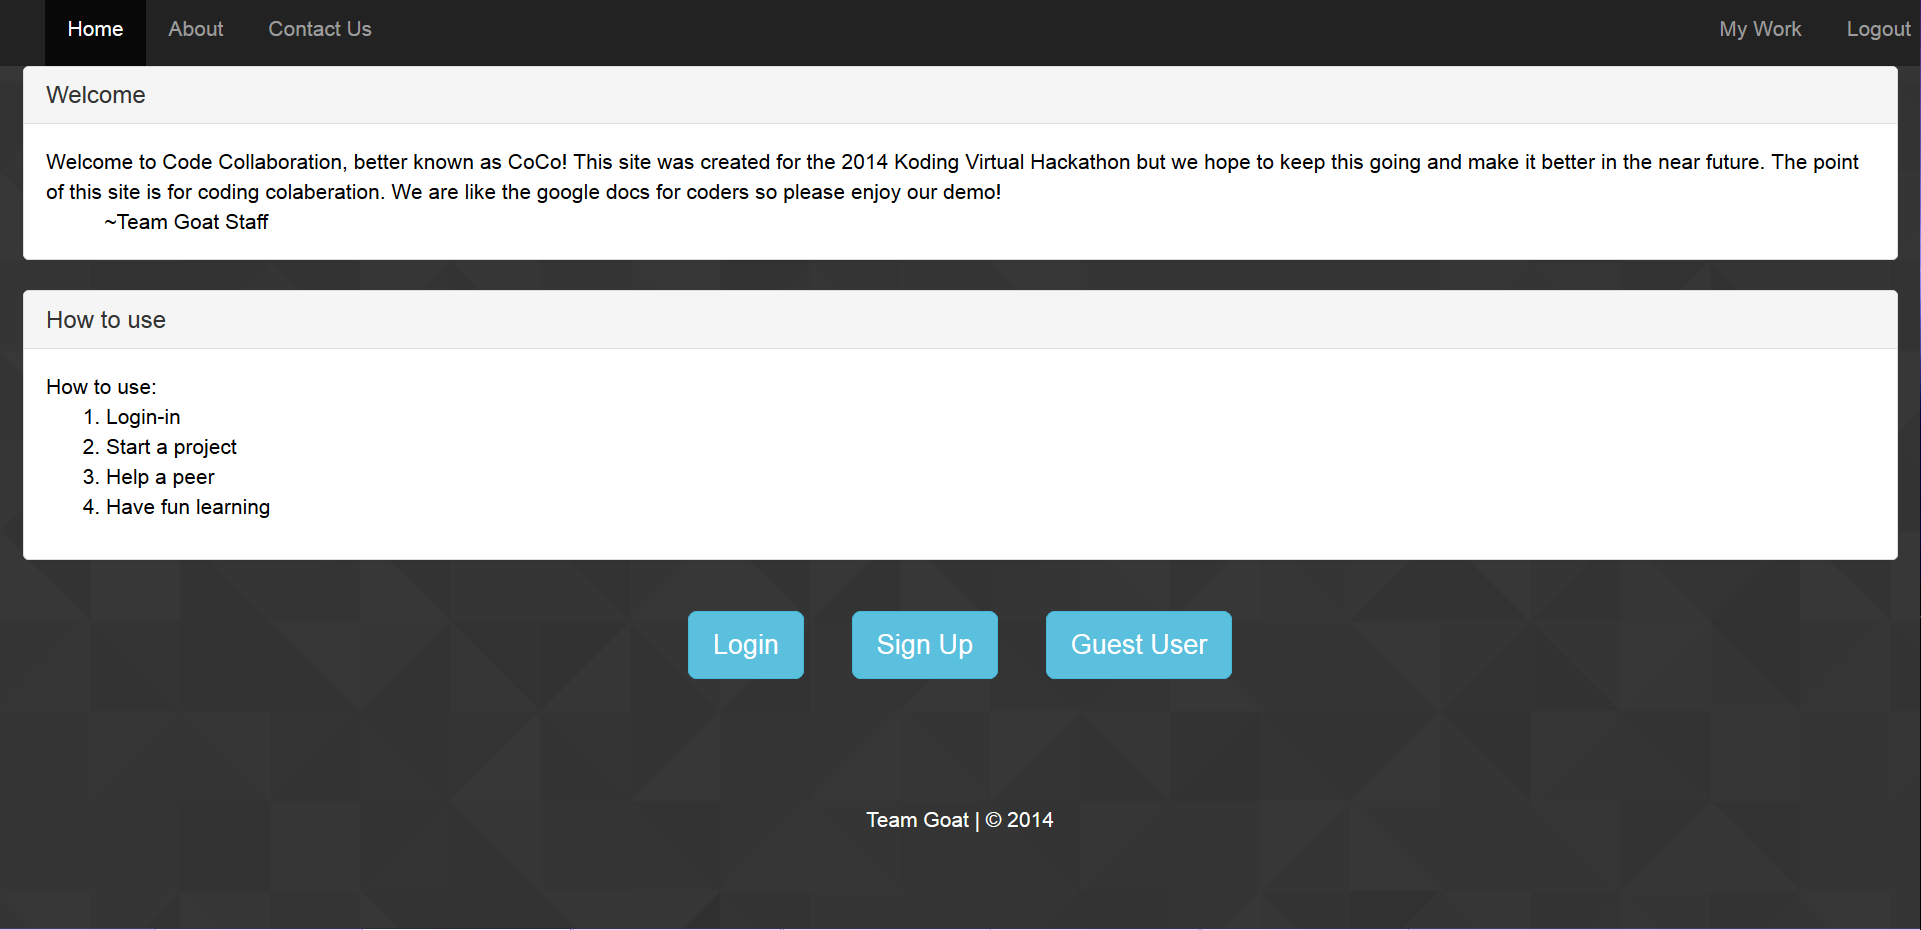 Home About Contact Us My Work Logout
Welcome
Welcome to Code Collaboration, better known as CoCo! This site was created for the 2014 Koding Virtual Hackathon but we hope to keep this going and make it better in the near future. The point
of this site is for coding colaberation. We are like the google docs for coders so please enjoy our demo!
~Team Goat Staff
How to use
How to use:
1. Login-in
2. Start a project
3. Help a peer
4. Have fun learning
Login Sign Up Guest User
Team Goat | © 2014